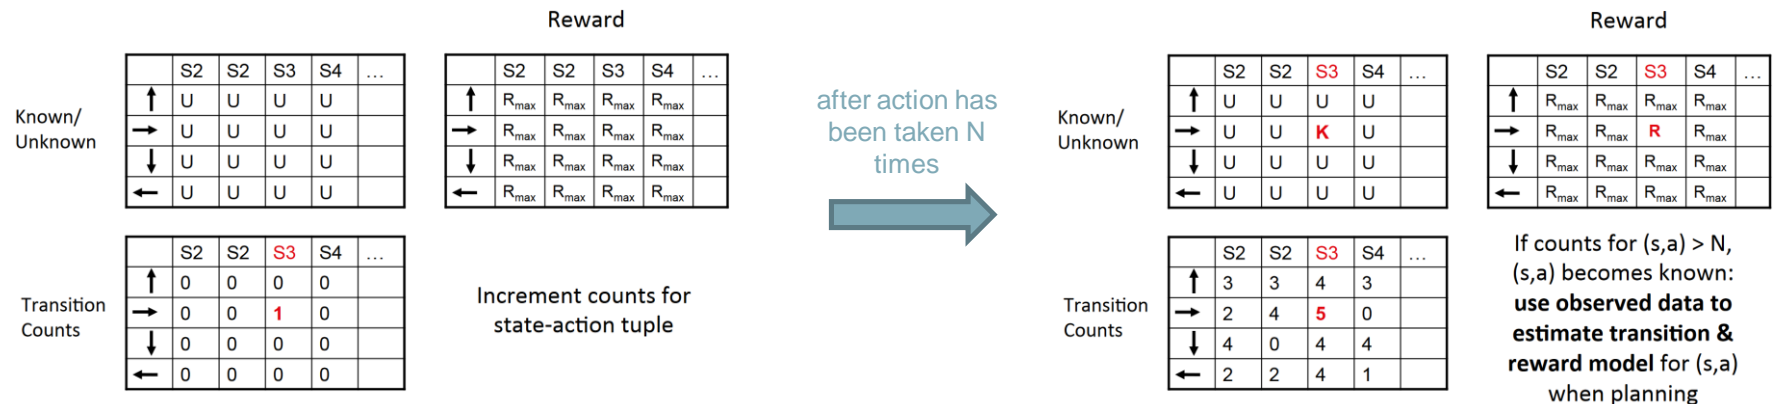 Reward
Known/
Unknown
S2 S2 S3 S4 ...
↑ U U U U
→ U U U U
↓ U U U U
← U U U U
S2 S2 S3 S4 ...
↑ Rmax Rmax Rmax Rmax
→ Rmax Rmax Rmax Rmax
↓ Rmax Rmax Rmax Rmax
← Rmax Rmax Rmax Rmax
Transition
Counts
S2 S2 S3 S4 ...
↑ 0 0 0 0
→ 0 0 1 0
↓ 0 0 0 0
← 0 0 0 0
Increment counts for
state-action tuple
after action has
been taken N
times
Reward
Known/
Unknown
S2 S2 S3 S4 ...
↑ U U U U
→ U U K U
↓ U U U U
← U U U U
S2 S2 S3 S4 ...
↑ Rmax Rmax Rmax Rmax
→ Rmax Rmax R Rmax
↓ Rmax Rmax Rmax Rmax
← Rmax Rmax Rmax Rmax
Transition
Counts
S2 S2 S3 S4 ...
↑ 3 3 4 3
→ 2 4 5 0
↓ 4 0 4 4
← 2 2 4 1
If counts for (s,a) > N,
(s,a) becomes known:
use observed data to
estimate transition &
reward model for (s,a)
when planning